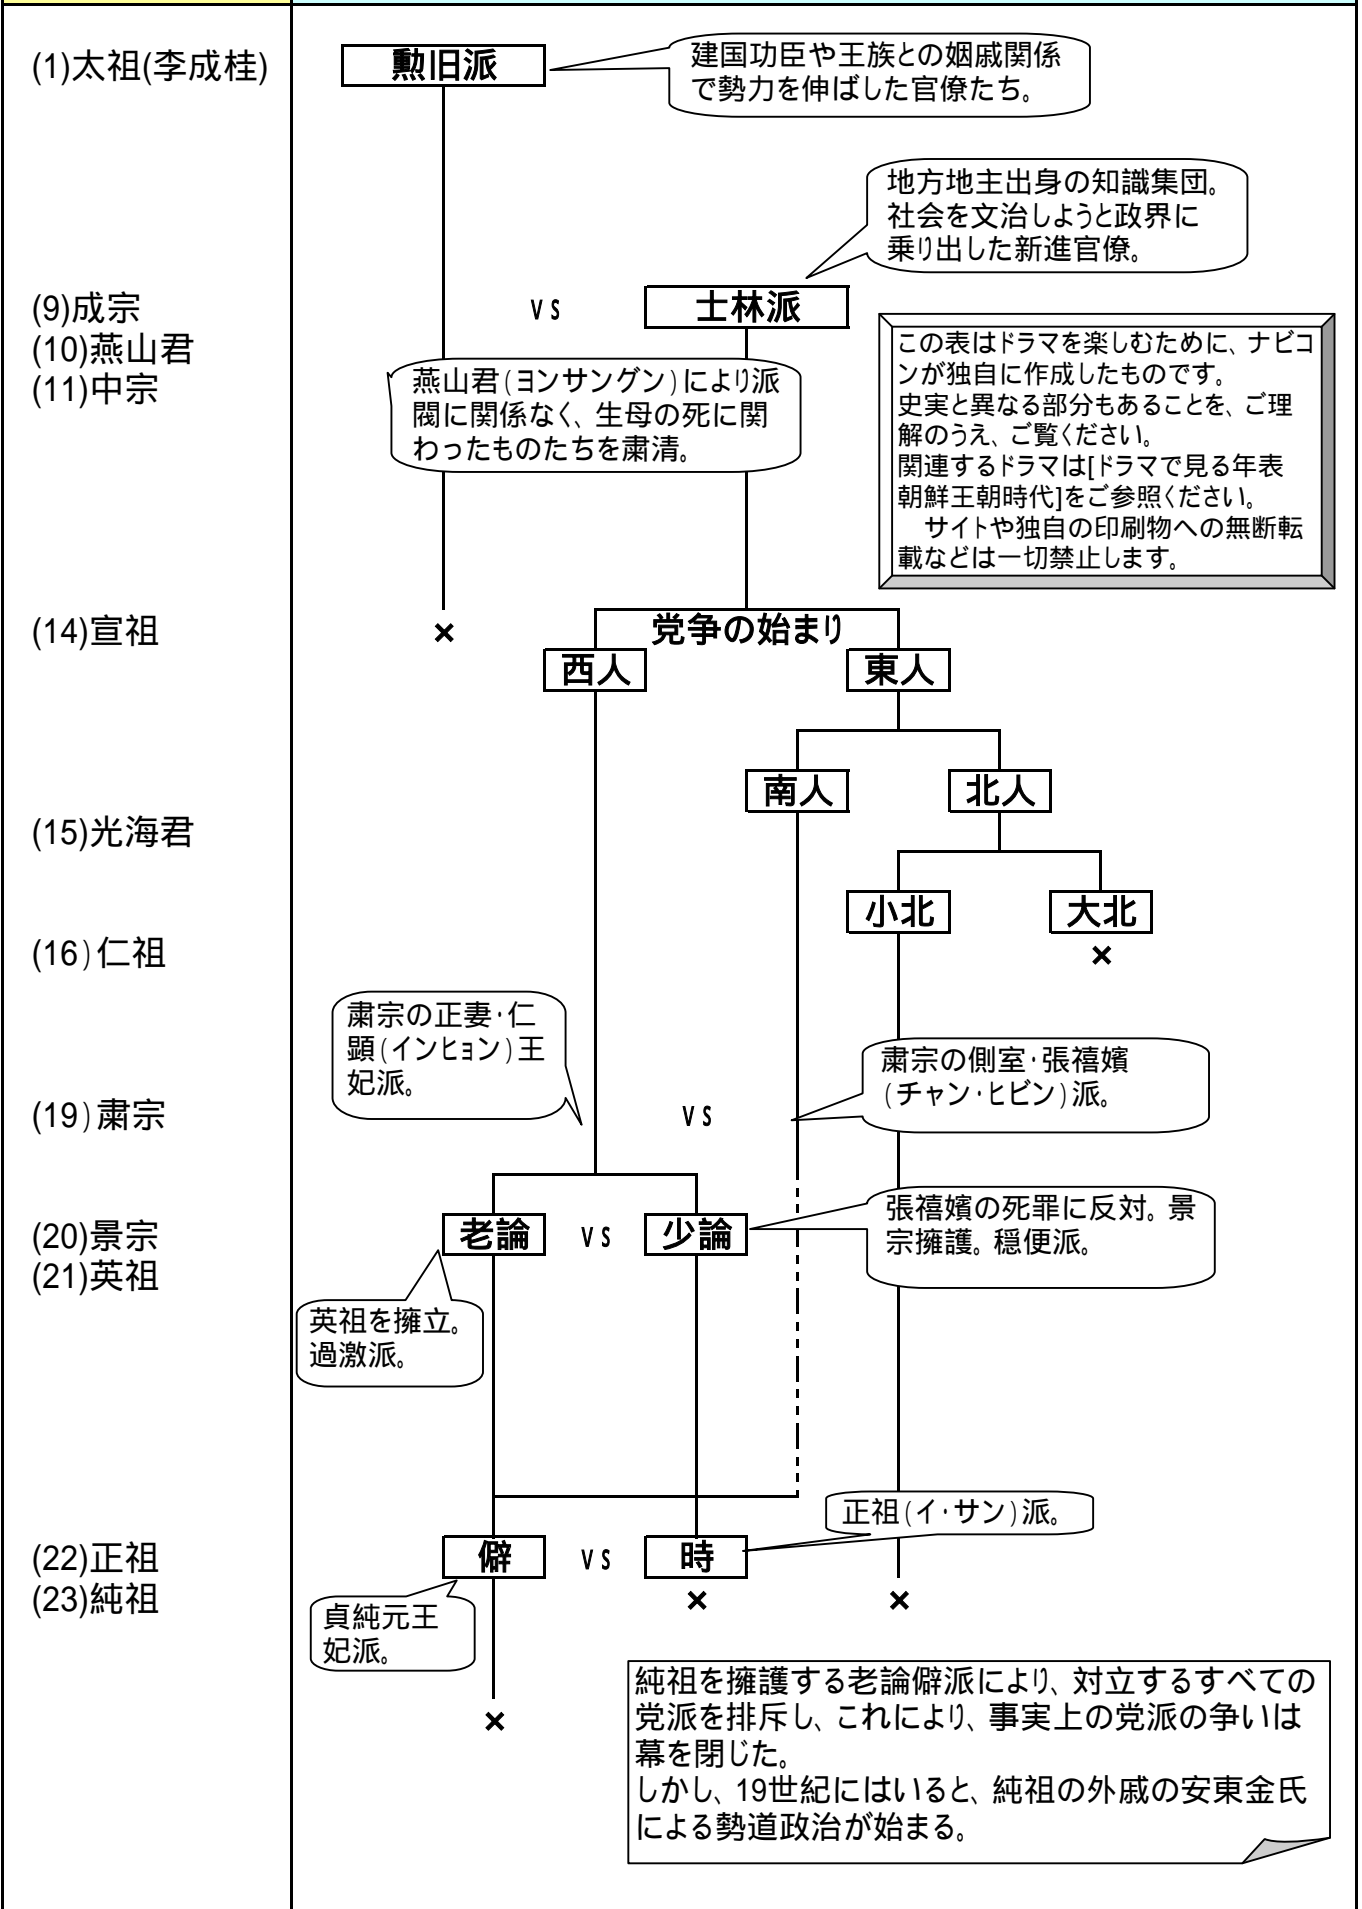 (1)太祖(李成桂)
勲旧派
建国功臣や王族との姻戚関係
で勢力を伸ばした官僚たち。
地方地主出身の知識集団。
社会を文治しようと政界に
乗り出した新進官僚。
(9)成宗
(10)燕山君
(11)中宗
VS
士林派
この表はドラマを楽しむために、ナビコ
ンが独自に作成したものです。
史実と異なる部分もあることを、ご理
解のうえ、ご覧ください。
関連するドラマは[ドラマで見る年表
朝鮮王朝時代]をご参照ください。
サイトや独自の印刷物への無断転
載などは一切禁止します。
燕山君(ヨンサングン)により派
閥に関係なく、生母の死に関
わったものたちを粛清。
(14)宣祖
×
党争の始まり
西人
東人
南人
北人
(15)光海君
小北
大北
(16)仁祖
×
粛宗の正妻・仁
顕(インヒョン)王
妃派。
粛宗の側室・張禧嬪
(チャン・ヒビン)派。
(19)粛宗
VS
(20)景宗
(21)英祖
老論
VS
少論
張禧嬪の死罪に反対。景
宗擁護。穏便派。
英祖を擁立。
過激派。
正祖(イ・サン)派。
(22)正祖
(23)純祖
僻
VS
時
×
×
貞純元王
妃派。
×
純祖を擁護する老論僻派により、対立するすべての
党派を排斥し、これにより、事実上の党派の争いは
幕を閉じた。
しかし、19世紀にはいると、純祖の外戚の安東金氏
による勢道政治が始まる。